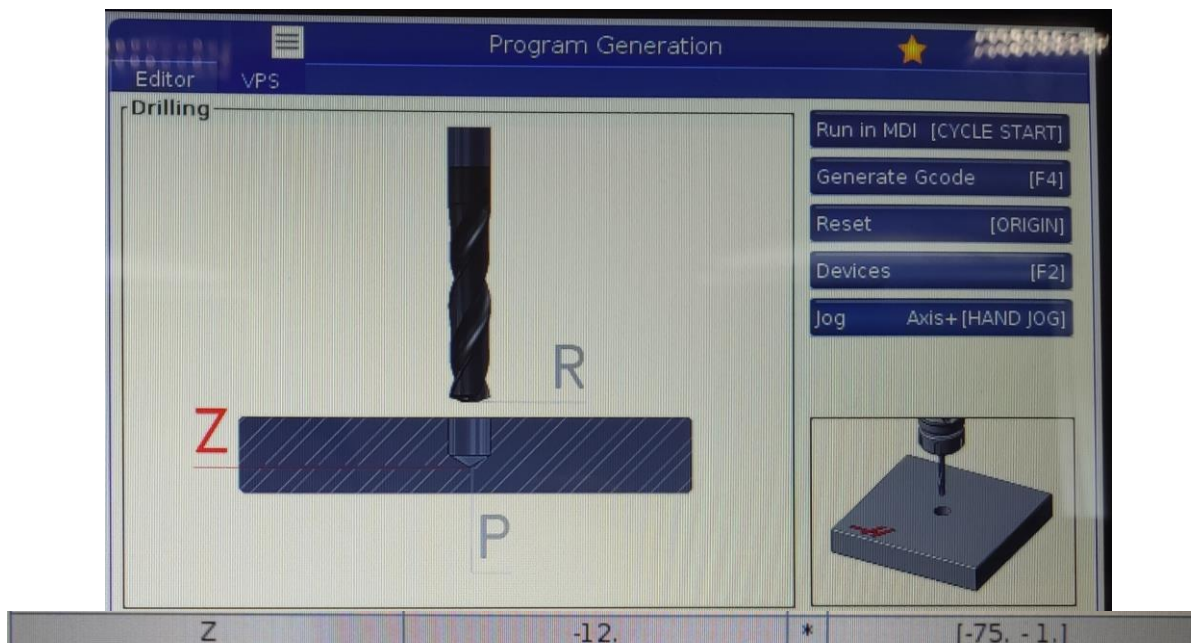 Program Generation
Editor VPS
Drilling
Run in MDI [CYCLE START]
Generate Gcode [F4]
Reset [ORIGIN]
Devices [F2]
Jog Axis+[HAND JOG]
R
Z
P
Z -12. * [-75. - 1.]